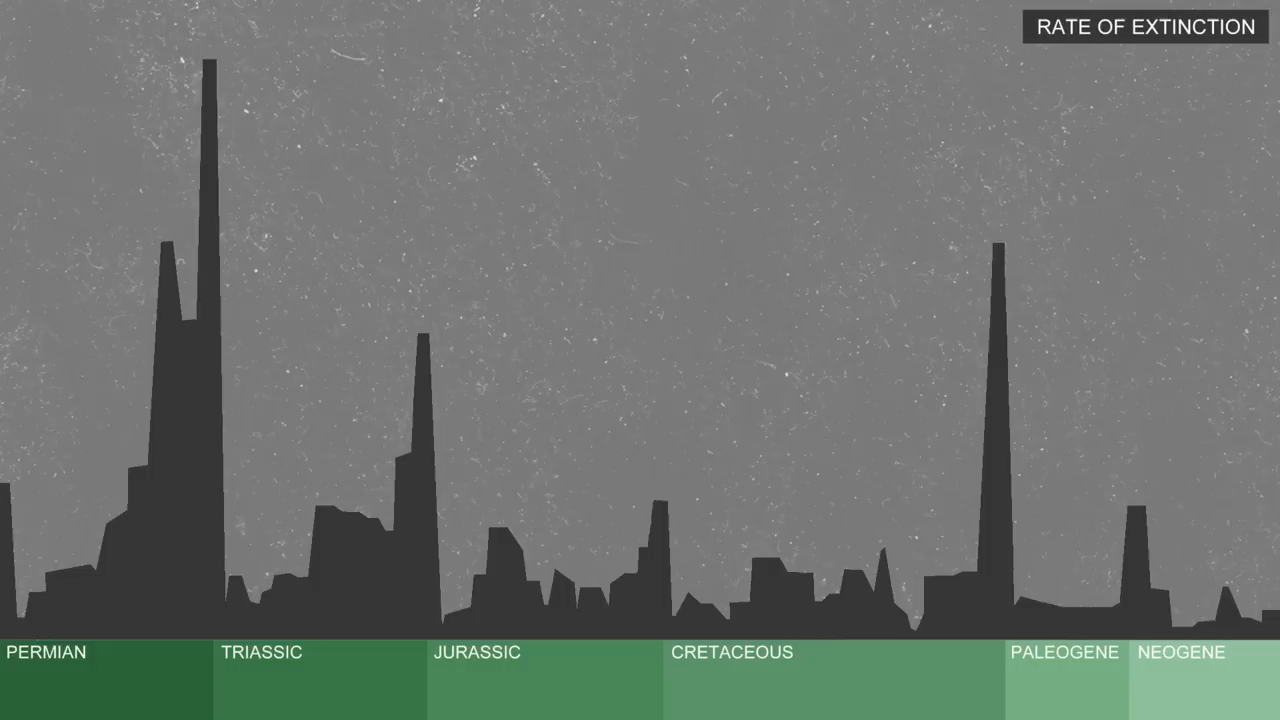 RATE OF EXTINCTION
PERMIAN
TRIASSIC
JURASSIC
CRETACEOUS
PALEOGENE
NEOGENE